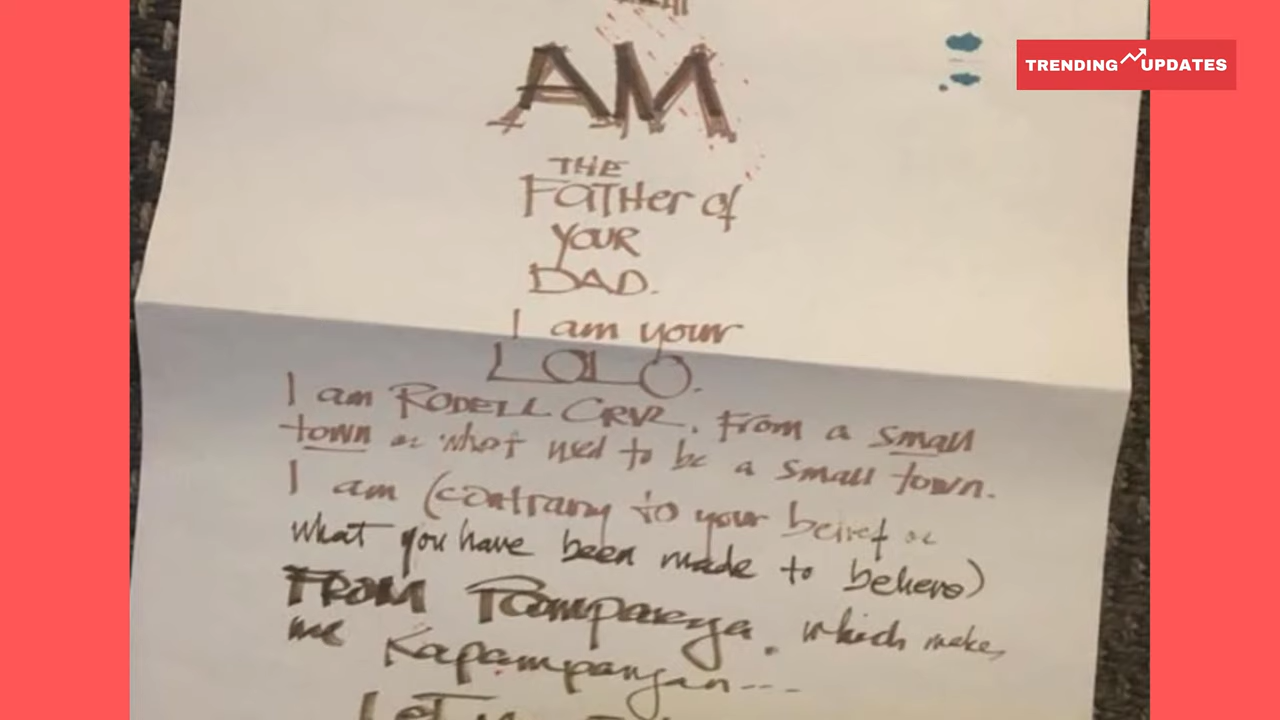 TRENDING UPDATES
AM
THE
FATHer of
YOUR
DAD.
I am your
LOLO.
I am RODELL CRUZ. From a small
town or what used to be a small town.
I am (contrary to your belief or
what you have been made to believe)
FROM Pampanga, which makes
me Kapampangan---